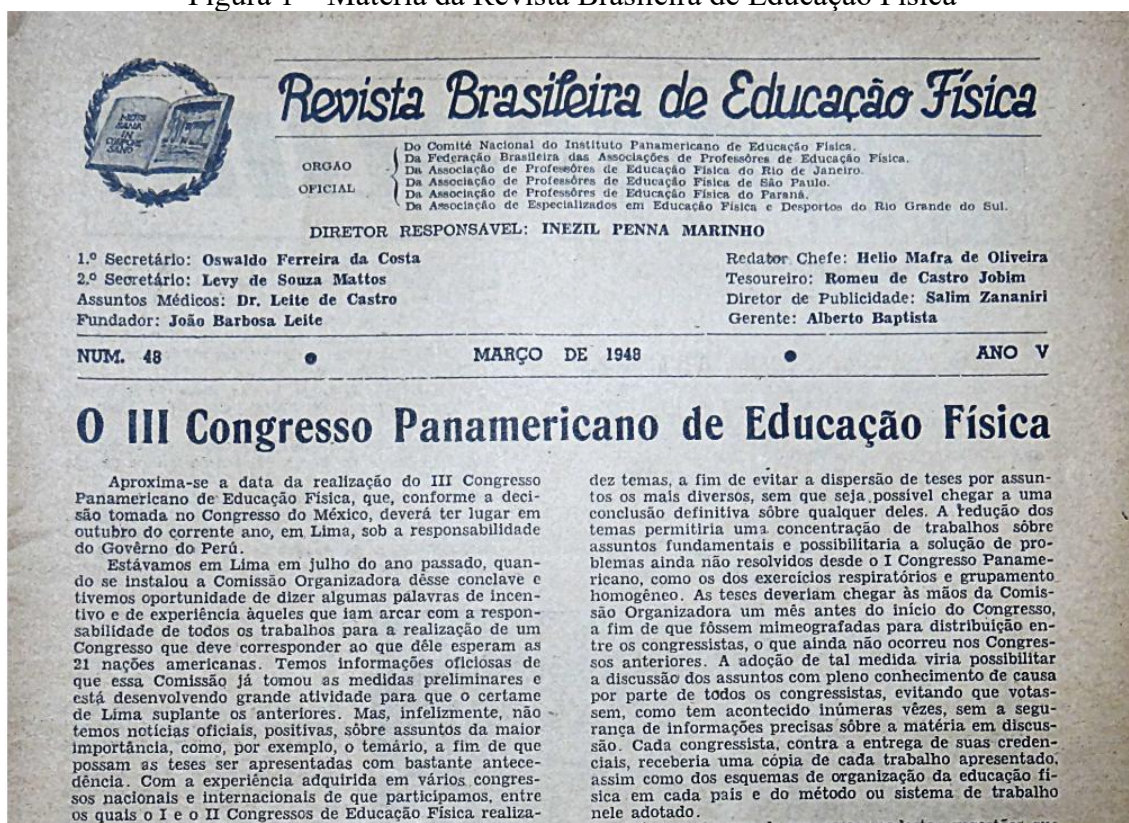 Figura 1 – Matéria da Revista Brasileira de Educação Física
MENS
SANA
IN
CORPORE
SANO
Revista Brasileira de Educação Física
ORGÃO
OFICIAL
Do Comité Nacional do Instituto Panamericano de Educação Física.
Da Federação Brasileira das Associações de Professôres de Educação Física.
Da Associação de Professôres de Educação Física do Rio de Janeiro.
Da Associação de Professôres de Educação Física de São Paulo.
Da Associação de Professôres de Educação Física do Paraná.
Da Associação de Especializados em Educação Física e Desportos do Rio Grande do Sul.
DIRETOR RESPONSÁVEL: INEZIL PENNA MARINHO
1.º Secretário: Oswaldo Ferreira da Costa
2.º Secretário: Levy de Souza Mattos
Assuntos Médicos: Dr. Leite de Castro
Fundador: João Barbosa Leite
Redator Chefe: Helio Mafra de Oliveira
Tesoureiro: Romeu de Castro Jobim
Diretor de Publicidade: Salim Zananiri
Gerente: Alberto Baptista
NUM. 48 • MARÇO DE 1948 • ANO V
O III Congresso Panamericano de Educação Física
Aproxima-se a data da realização do III Congresso
Panamericano de Educação Física, que, conforme a deci-
são tomada no Congresso do México, deverá ter lugar em
outubro do corrente ano, em Lima, sob a responsabilidade
do Govêrno do Perú.
Estávamos em Lima em julho do ano passado, quan-
do se instalou a Comissão Organizadora dêsse conclave e
tivemos oportunidade de dizer algumas palavras de incen-
tivo e de experiência àqueles que iam arcar com a respon-
sabilidade de todos os trabalhos para a realização de um
Congresso que deve corresponder ao que dêle esperam as
21 nações americanas. Temos informações oficiosas de
que essa Comissão já tomou as medidas preliminares e
está desenvolvendo grande atividade para que o certame
de Lima suplante os anteriores. Mas, infelizmente, não
temos notícias oficiais, positivas, sôbre assuntos da maior
importância, como, por exemplo, o temário, a fim de que
possam as teses ser apresentadas com bastante antece-
dência. Com a experiência adquirida em vários congres-
sos nacionais e internacionais de que participamos, entre
os quais o I e o II Congressos de Educação Física realiza-
dez temas, a fim de evitar a dispersão de teses por assun-
tos os mais diversos, sem que seja possível chegar a uma
conclusão definitiva sôbre qualquer deles. A redução dos
temas permitiria uma concentração de trabalhos sôbre
assuntos fundamentais e possibilitaria a solução de pro-
blemas ainda não resolvidos desde o I Congresso Paname-
ricano, como os dos exercícios respiratórios e grupamento
homogêneo. As teses deveriam chegar às mãos da Comis-
são Organizadora um mês antes do início do Congresso,
a fim de que fôssem mimeografadas para distribuição en-
tre os congressistas, o que ainda não ocorreu nos Congres-
sos anteriores. A adoção de tal medida viria possibilitar
a discussão dos assuntos com pleno conhecimento de causa
por parte de todos os congressistas, evitando que votas-
sem, como tem acontecido inúmeras vêzes, sem a segu-
rança de informações precisas sôbre a matéria em discus-
são. Cada congressista, contra a entrega de suas creden-
ciais, receberia uma cópia de cada trabalho apresentado,
assim como dos esquemas de organização da educação fí-
sica em cada país e do método ou sistema de trabalho
nele adotado.